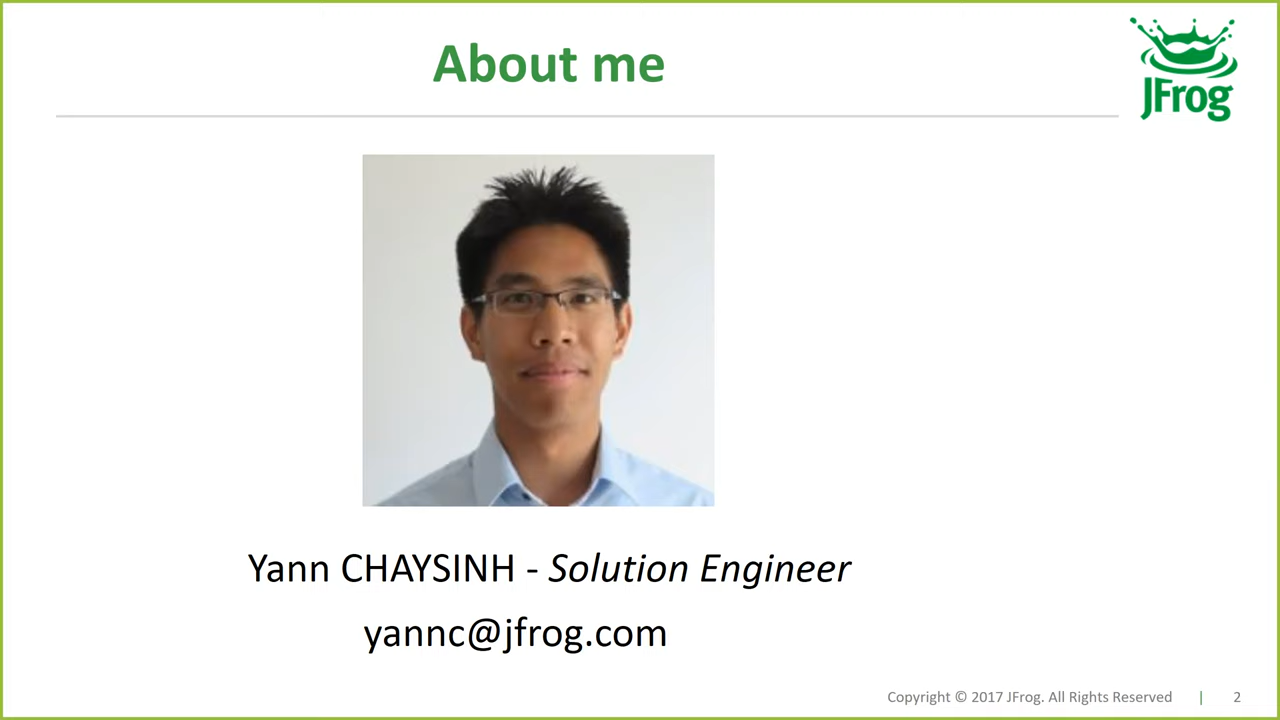 About me
JFrog
Yann CHAYSINH - Solution Engineer
yannc@jfrog.com
Copyright © 2017 JFrog. All Rights Reserved | 2